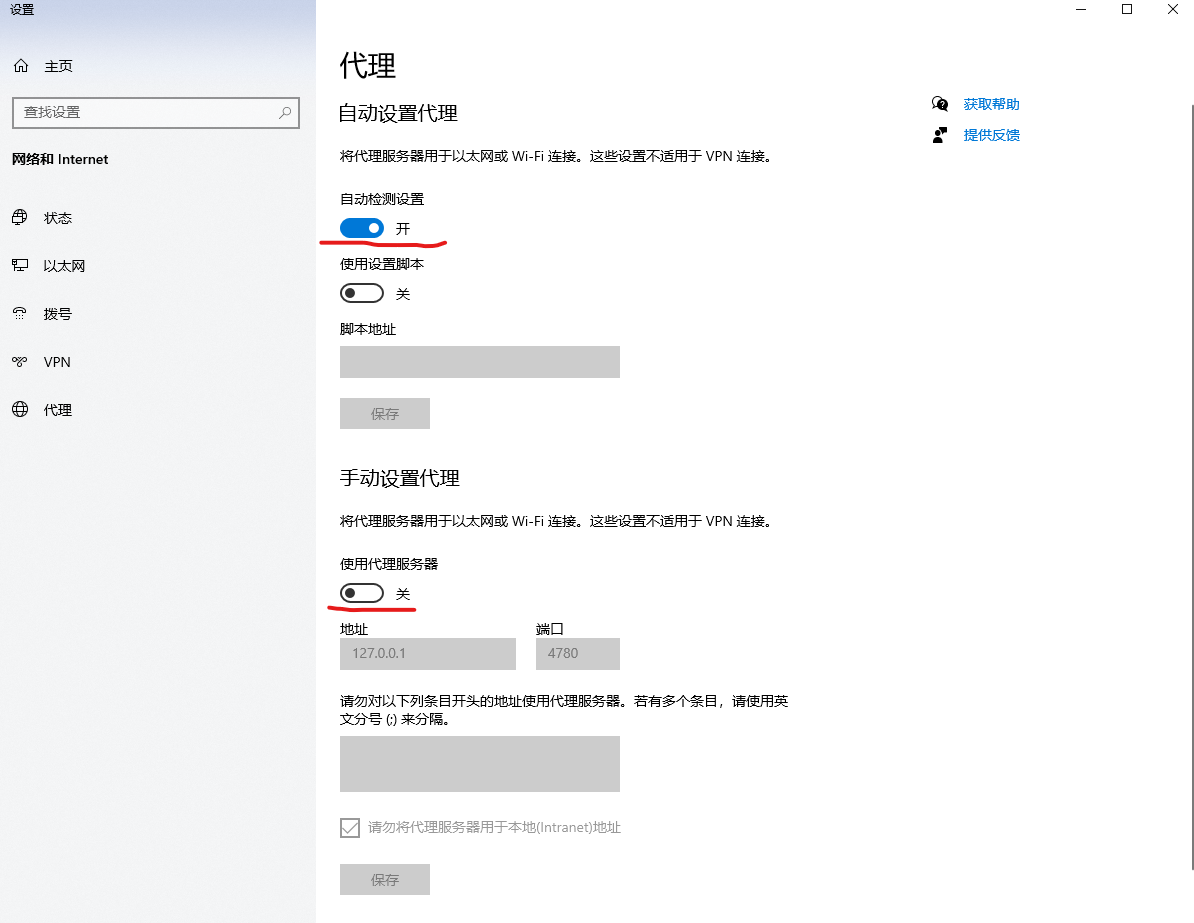 设置
主页
查找设置
网络和 Internet
状态
以太网
拨号
VPN
代理
代理
自动设置代理
将代理服务器用于以太网或 Wi-Fi 连接。这些设置不适用于 VPN 连接。
自动检测设置
开
使用设置脚本
关
脚本地址
保存
手动设置代理
将代理服务器用于以太网或 Wi-Fi 连接。这些设置不适用于 VPN 连接。
使用代理服务器
关
地址 端口
127.0.0.1 4780
请勿对以下列条目开头的地址使用代理服务器。若有多个条目，请使用英
文分号 (;) 来分隔。
请勿将代理服务器用于本地(Intranet)地址
保存
获取帮助
提供反馈